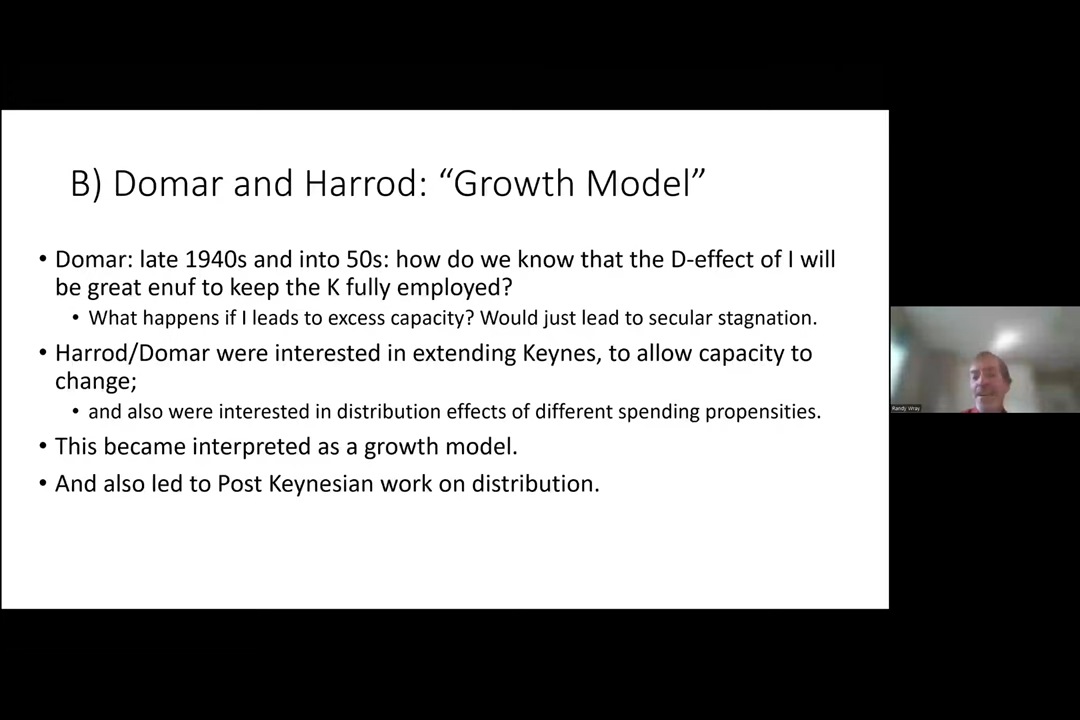 B) Domar and Harrod: “Growth Model”
• Domar: late 1940s and into 50s: how do we know that the D-effect of I will
be great enuf to keep the K fully employed?
• What happens if I leads to excess capacity? Would just lead to secular stagnation.
• Harrod/Domar were interested in extending Keynes, to allow capacity to
change;
• and also were interested in distribution effects of different spending propensities.
• This became interpreted as a growth model.
• And also led to Post Keynesian work on distribution.
Randy Wray